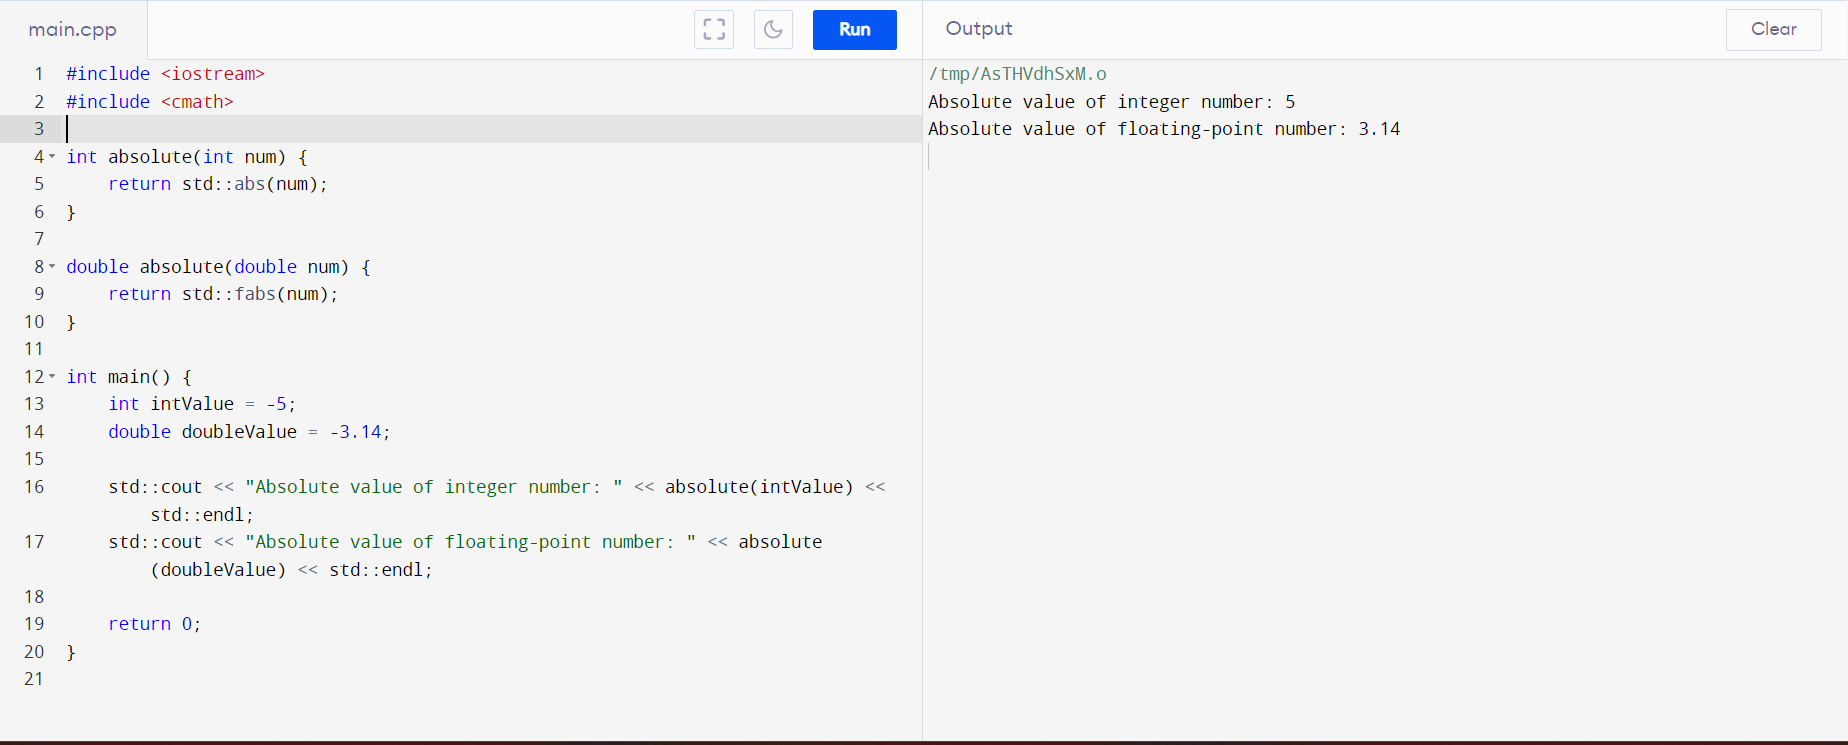 main.cpp
Run
Output
Clear
1 #include <iostream>
2 #include <cmath>
3
4 int absolute(int num) {
5     return std::abs(num);
6 }
7
8 double absolute(double num) {
9     return std::fabs(num);
10 }
11
12 int main() {
13     int intValue = -5;
14     double doubleValue = -3.14;
15
16     std::cout << "Absolute value of integer number: " << absolute(intValue) <<
        std::endl;
17     std::cout << "Absolute value of floating-point number: " << absolute
        (doubleValue) << std::endl;
18
19     return 0;
20 }
21
/tmp/AsTHVdhSxM.o
Absolute value of integer number: 5
Absolute value of floating-point number: 3.14